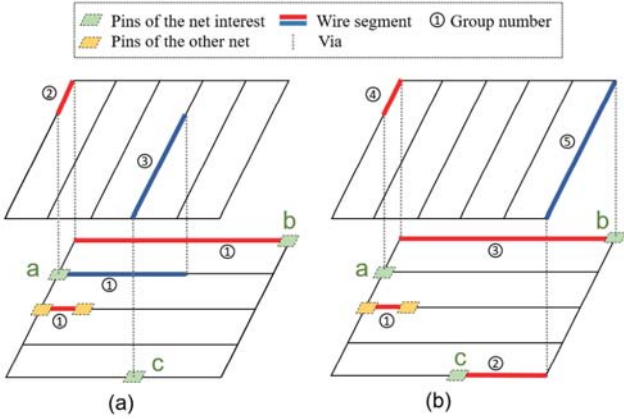 Pins of the net interest Wire segment ① Group number
Pins of the other net Via
② ③
④ ⑤
a b ① ① ① c
a b ③ ① c ②
(a) (b)